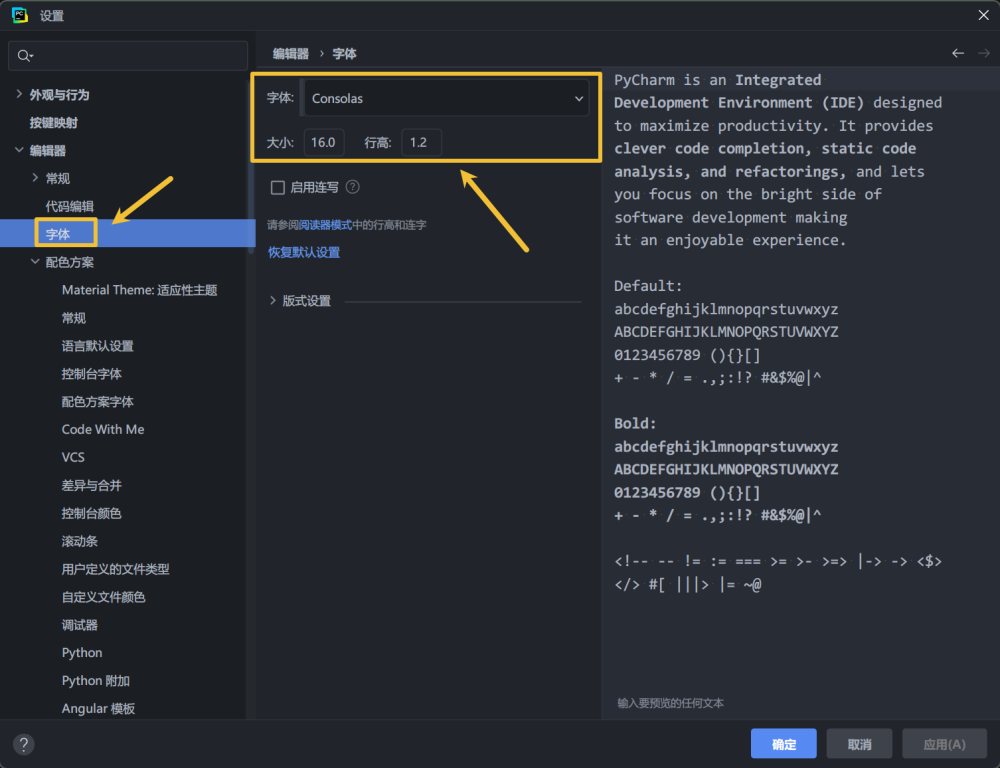 设置
编辑器 › 字体
外观与行为
按键映射
编辑器
常规
代码编辑
字体
配色方案
Material Theme: 适应性主题
常规
语言默认设置
控制台字体
配色方案字体
Code With Me
VCS
差异与合并
控制台颜色
滚动条
用户定义的文件类型
自定义文件颜色
调试器
Python
Python 附加
Angular 模板
字体: Consolas
大小: 16.0 行高: 1.2
启用连写
请参阅阅读器模式中的行高和连字
恢复默认设置
版式设置
PyCharm is an Integrated
Development Environment (IDE) designed
to maximize productivity. It provides
clever code completion, static code
analysis, and refactorings, and lets
you focus on the bright side of
software development making
it an enjoyable experience.
Default:
abcdefghijklmnopqrstuvwxyz
ABCDEFGHIJKLMNOPQRSTUVWXYZ
0123456789 (){}[]
+ - * / = .,;:!? #&$%@|^
Bold:
abcdefghijklmnopqrstuvwxyz
ABCDEFGHIJKLMNOPQRSTUVWXYZ
0123456789 (){}[]
+ - * / = .,;:!? #&$%@|^
<!-- -- != := === >= >- >=> |-> -> <$>
</> #[ |||> |= ~@
输入要预览的任何文本
? 确定 取消 应用(A)